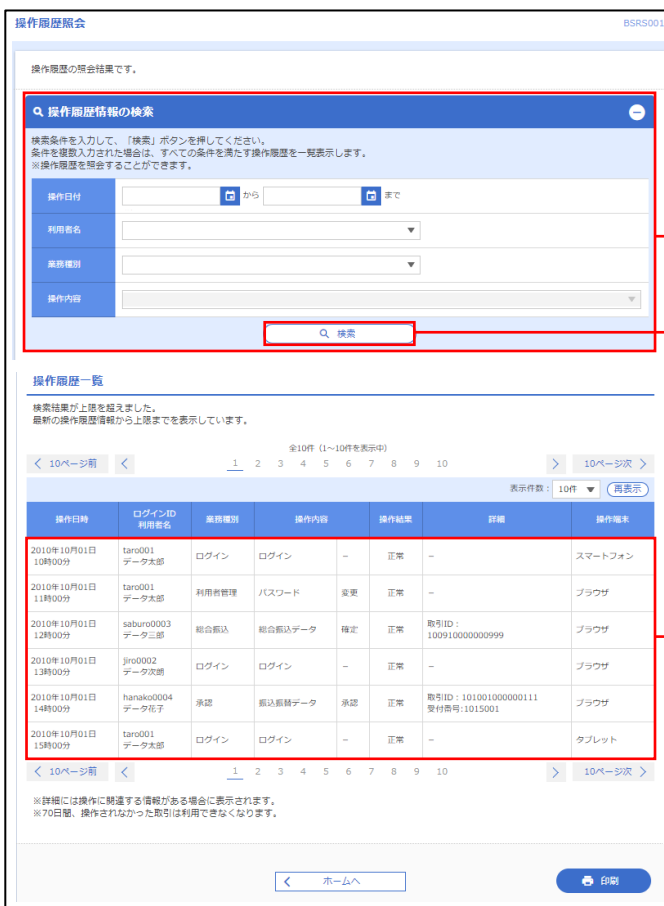 操作履歴照会 BSRS001
操作履歴の照会結果です。
操作履歴情報の検索
検索条件を入力して、「検索」ボタンを押してください。
条件を複数入力された場合は、すべての条件を満たす操作履歴を一覧表示します。
※操作履歴を照会することができます。
操作日付 から まで
利用者名
業務種別
操作内容
検索
操作履歴一覧
検索結果が上限を超えました。
最新の操作履歴情報から上限までを表示しています。
全10件（1～10件を表示中）
< 10ページ前 < 1 2 3 4 5 6 7 8 9 10 > 10ページ次 >
表示件数： 10件 再表示
操作日時 ログインID 利用者名 業務種別 操作内容 操作結果 詳細 操作端末
2010年10月01日 taro001 ログイン ログイン － 正常 － スマートフォン
10時00分 データ太郎
2010年10月01日 taro001 利用者管理 パスワード 変更 正常 － ブラウザ
11時00分 データ太郎
2010年10月01日 saburo0003 総合振込 総合振込データ 確定 正常 取引ID： ブラウザ
12時00分 データ三郎 100910000000999
2010年10月01日 jiro0002 ログイン ログイン － 正常 － ブラウザ
13時00分 データ次朗
2010年10月01日 hanako0004 承認 振込振替データ 承認 正常 取引ID：101001000000111 ブラウザ
14時00分 データ花子 受付番号:1015001
2010年10月01日 taro001 ログイン ログイン － 正常 － タブレット
15時00分 データ太郎
< 10ページ前 < 1 2 3 4 5 6 7 8 9 10 > 10ページ次 >
※詳細には操作に関連する情報がある場合に表示されます。
※70日間、操作されなかった取引は利用できなくなります。
< ホームへ
印刷